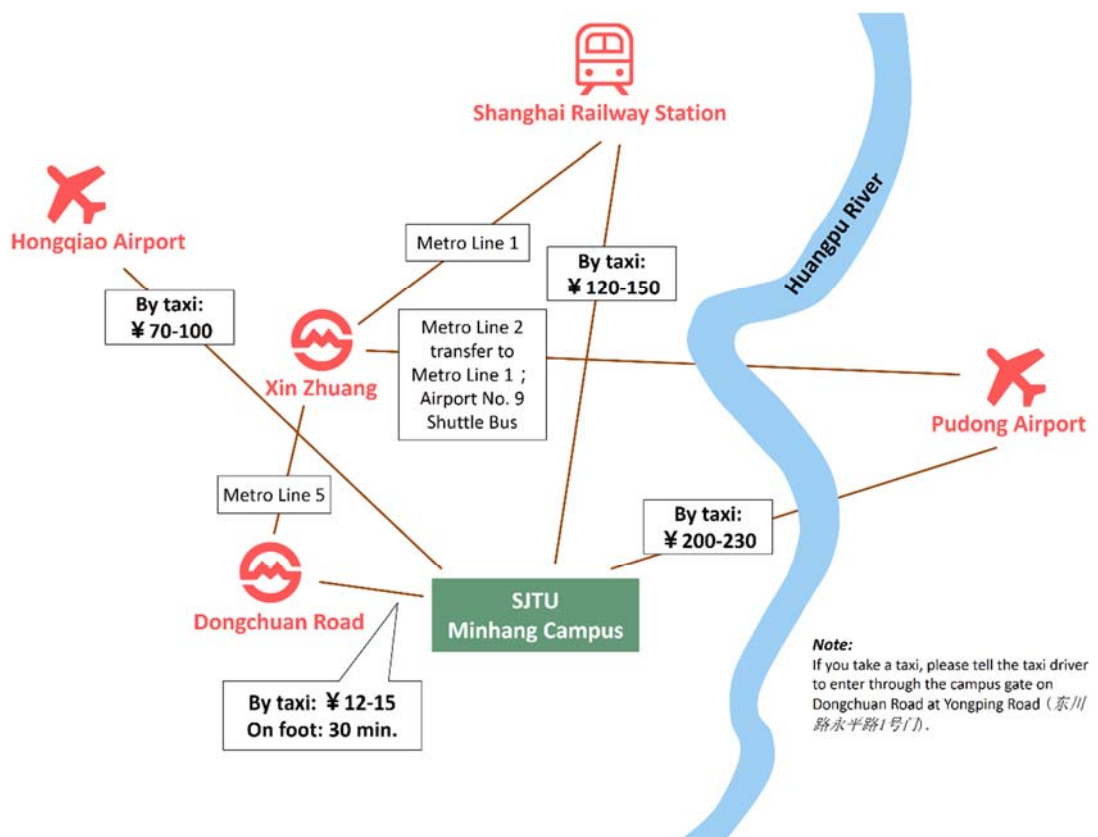 Shanghai Railway Station
Hongqiao Airport
Metro Line 1
By taxi:
¥ 120-150
Huangpu River
By taxi:
¥ 70-100
Metro Line 2
transfer to
Metro Line 1；
Airport No. 9
Shuttle Bus
Xin Zhuang
Pudong Airport
Metro Line 5
By taxi:
¥ 200-230
SJTU
Minhang Campus
Dongchuan Road
By taxi: ¥ 12-15
On foot: 30 min.
Note:
If you take a taxi, please tell the taxi driver
to enter through the campus gate on
Dongchuan Road at Yongping Road（东川
路永平路1号门）.